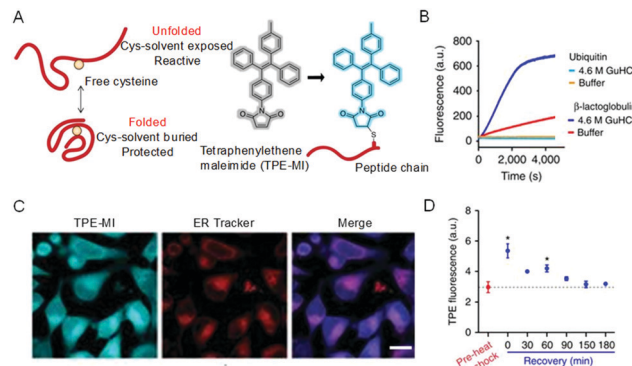 A
Unfolded
Cys-solvent exposed
Reactive
Free cysteine
Folded
Cys-solvent buried
Protected
O
N
O
Tetraphenylethene
maleimide (TPE-MI)
O
N
O
S
Peptide chain
B
Fluorescence (a.u.)
800
600
400
200
0
0
2,000
4,000
Time (s)
Ubiquitin
4.6 M GuHC
Buffer
β-lactoglobulin
4.6 M GuHC
Buffer
C
TPE-MI
ER Tracker
Merge
D
TPE fluorescence (a.u.)
8
6
4
2
0
*
*
Pre-heat
shock
0
30
60
90
150
180
Recovery (min)